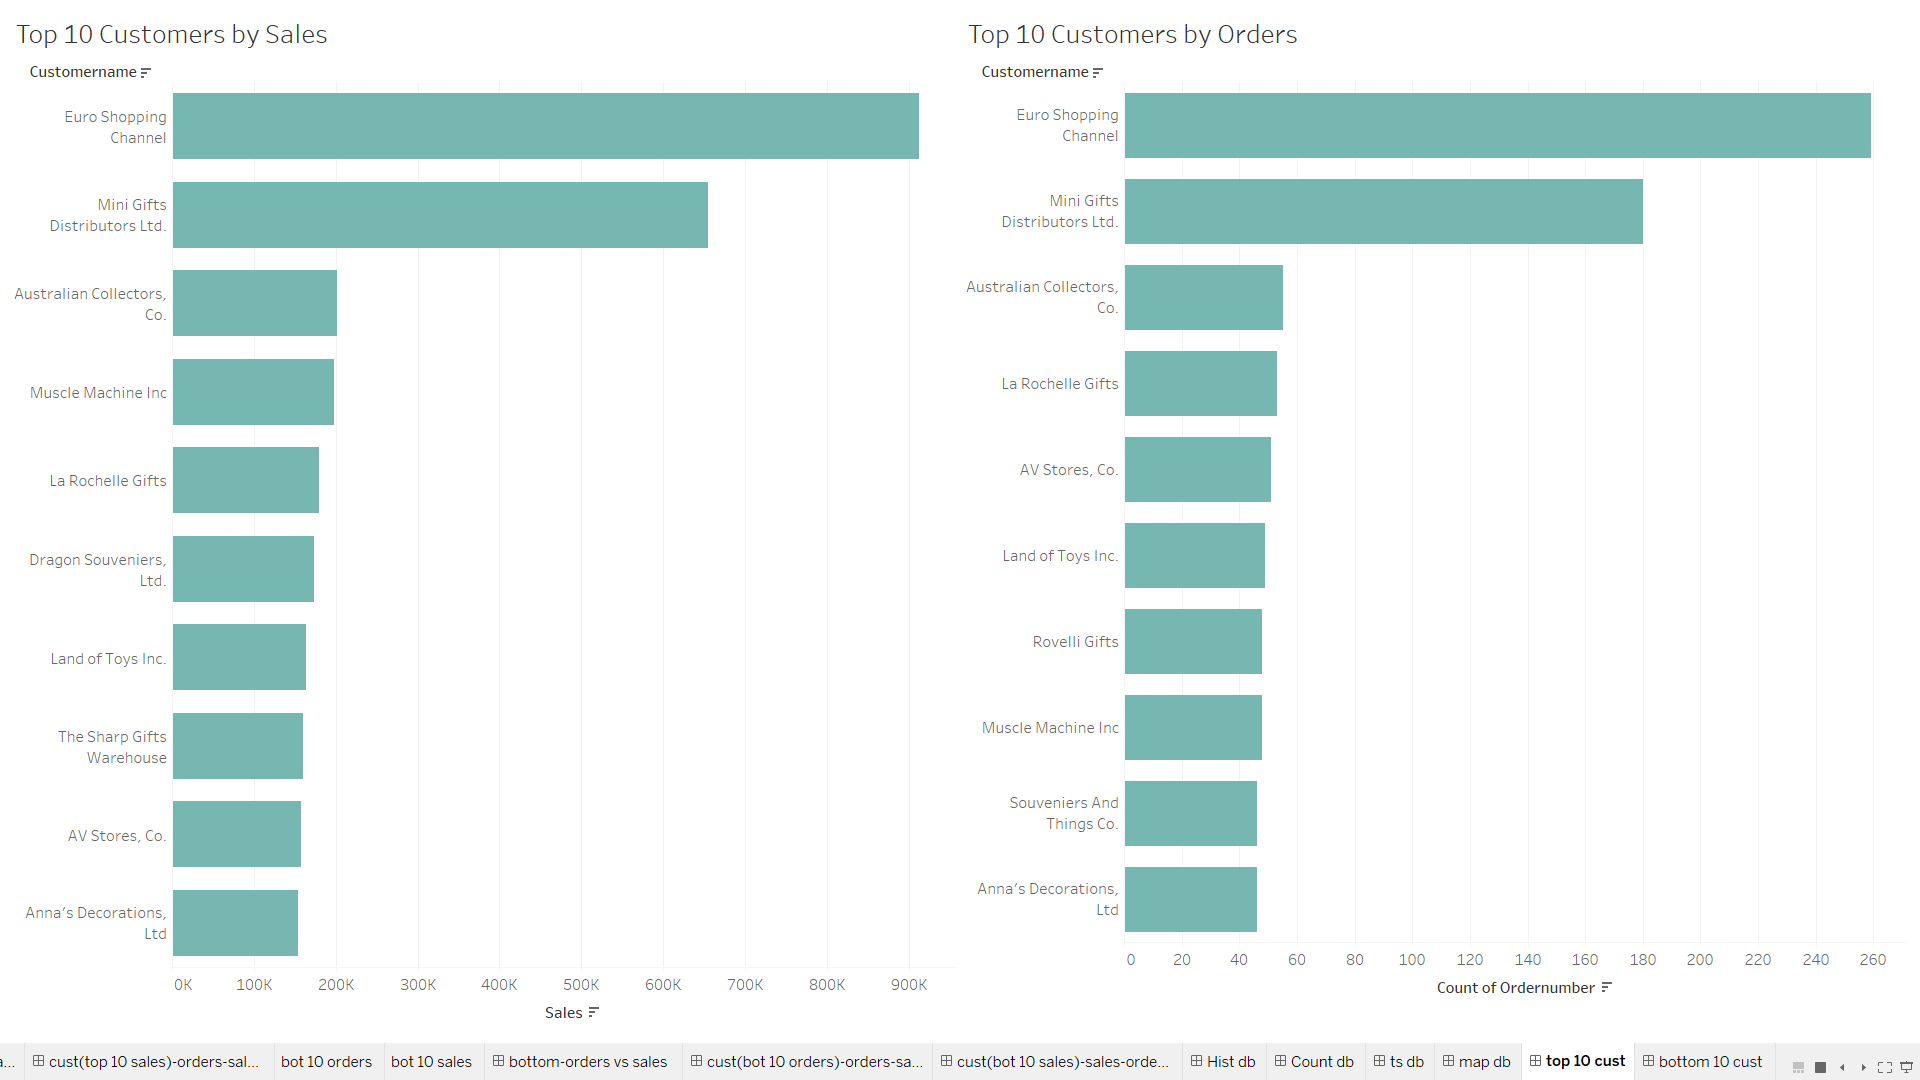 Top 10 Customers by Sales
Customername
Euro Shopping
Channel
Mini Gifts
Distributors Ltd.
Australian Collectors,
Co.
Muscle Machine Inc
La Rochelle Gifts
Dragon Souveniers,
Ltd.
Land of Toys Inc.
The Sharp Gifts
Warehouse
AV Stores, Co.
Anna's Decorations,
Ltd
0K 100K 200K 300K 400K 500K 600K 700K 800K 900K
Sales
Top 10 Customers by Orders
Customername
Euro Shopping
Channel
Mini Gifts
Distributors Ltd.
Australian Collectors,
Co.
La Rochelle Gifts
AV Stores, Co.
Land of Toys Inc.
Rovelli Gifts
Muscle Machine Inc
Souveniers And
Things Co.
Anna's Decorations,
Ltd
0 20 40 60 80 100 120 140 160 180 200 220 240 260
Count of Ordernumber
a... cust(top 10 sales)-orders-sal... bot 10 orders bot 10 sales bottom-orders vs sales cust(bot 10 orders)-orders-sa... cust(bot 10 sales)-sales-orde... Hist db Count db ts db map db top 10 cust bottom 10 cust